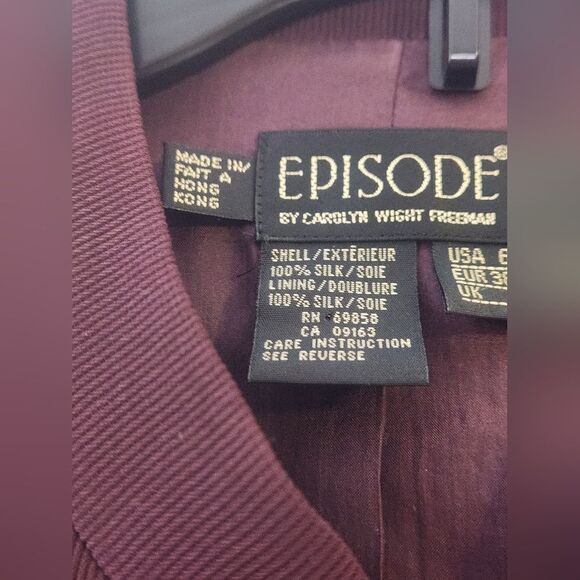 MADE IN/
FAIT A
HONG
KONG
EPISODE®
BY CAROLYN WIGHT FREEMAN
SHELL/EXTÉRIEUR
100% SILK/SOIE
LINING/DOUBLURE
100% SILK/SOIE
RN 69858
CA 09163
CARE INSTRUCTION
SEE REVERSE
USA 6
EUR
UK